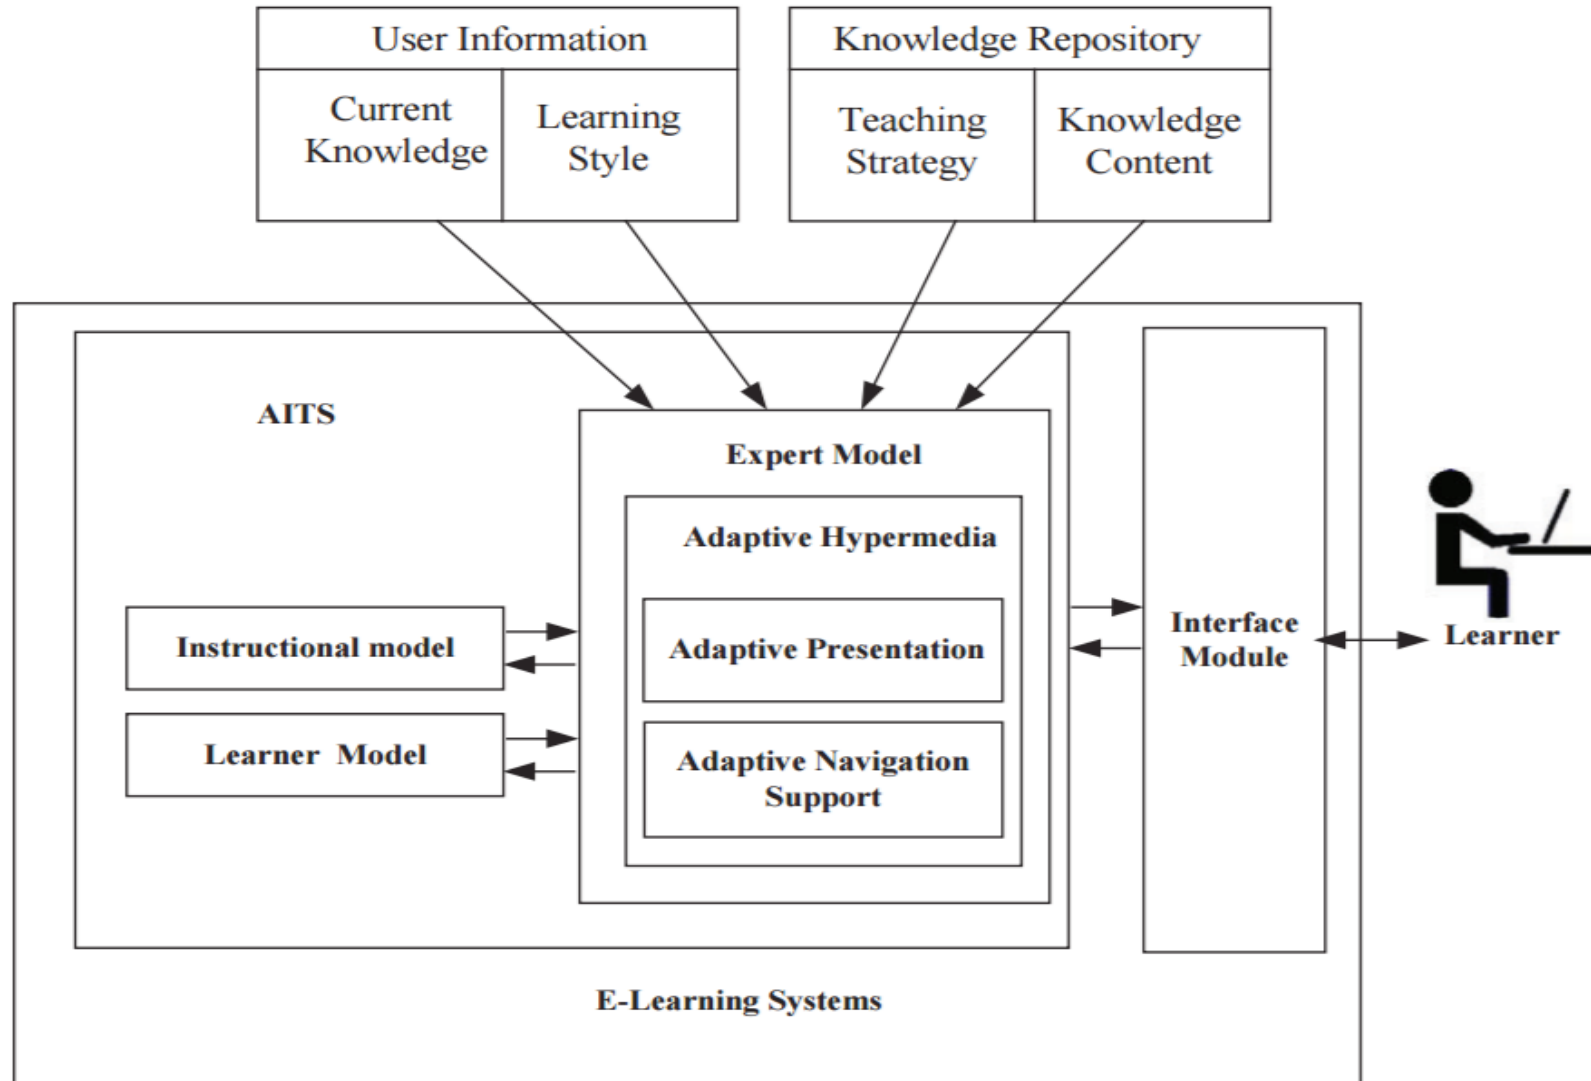 User Information
Knowledge Repository
Current
Knowledge
Learning
Style
Teaching
Strategy
Knowledge
Content
AITS
Expert Model
Adaptive Hypermedia
Instructional model
Adaptive Presentation
Learner Model
Adaptive Navigation
Support
Interface
Module
Learner
E-Learning Systems